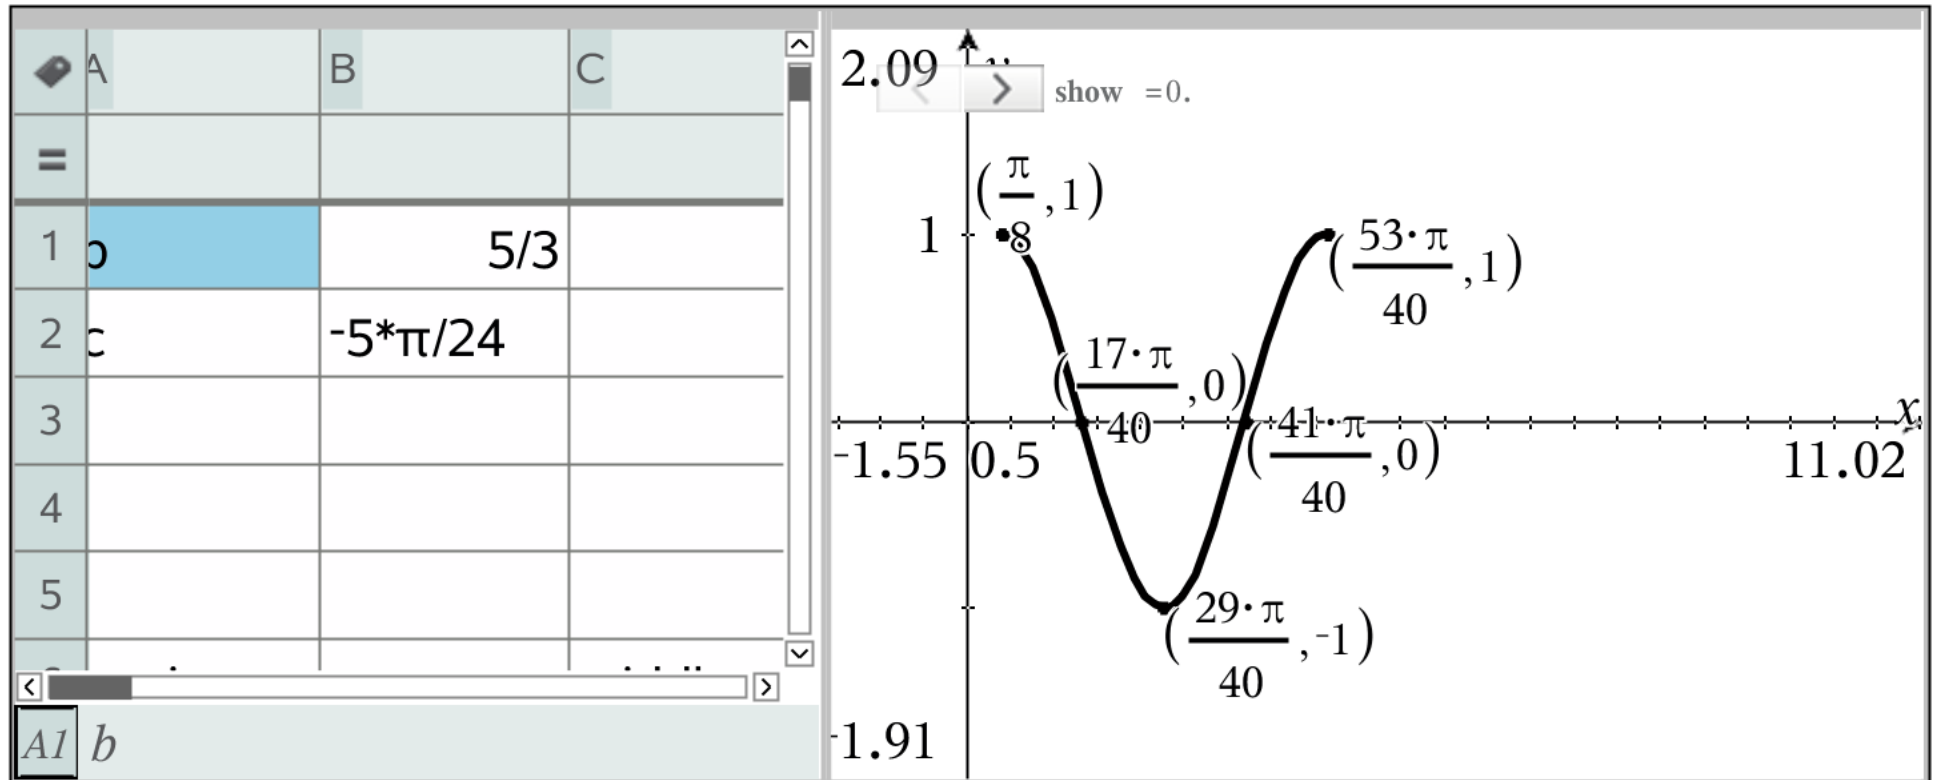 A B C
=
1 b 5/3
2 c -5*π/24
3
4
5
A1 b
2.09
show =0.
(π/8,1)
1
(53·π/40,1)
(17·π/40,0)
x
(41·π/40,0)
-1.55 0.5 11.02
(29·π/40,-1)
-1.91